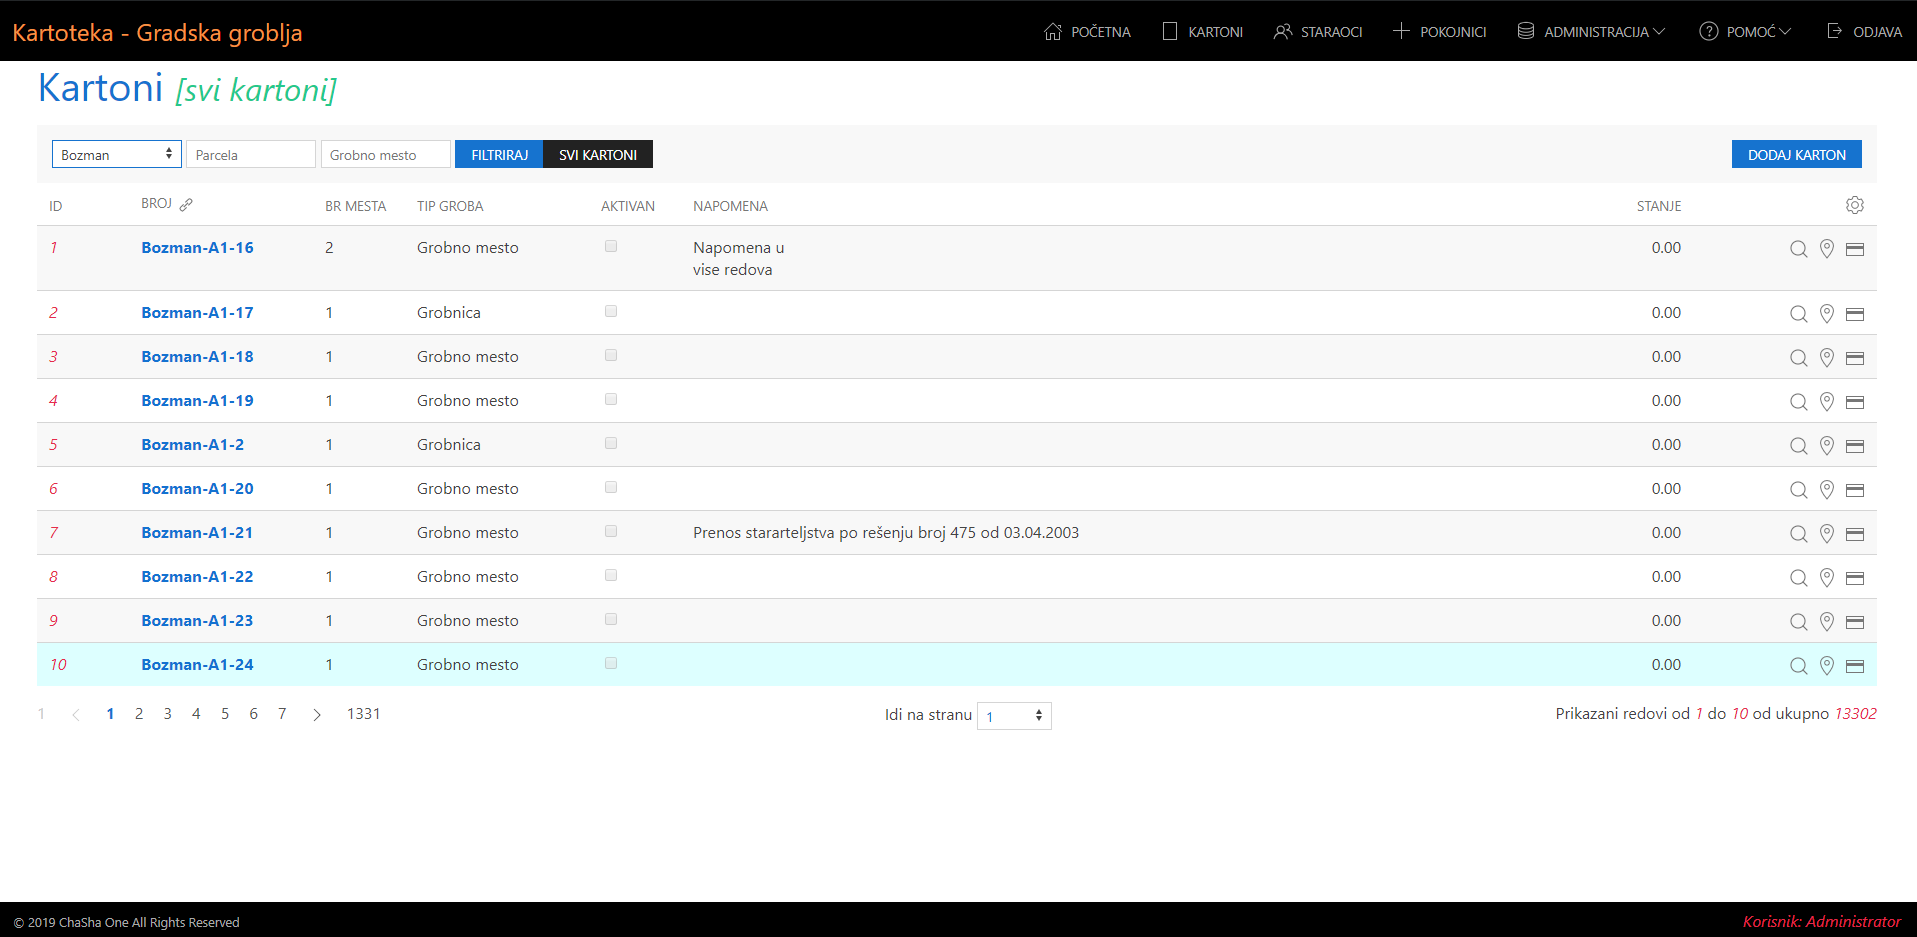 Kartoteka - Gradska groblja
POČETNA KARTONI STARAOCI POKOJNICI ADMINISTRACIJA POMOĆ ODJAVA
Kartoni [svi kartoni]
Bozman Parcela Grobno mesto FILTRIRAJ SVI KARTONI DODAJ KARTON
ID BROJ BR MESTA TIP GROBA AKTIVAN NAPOMENA STANJE
1 Bozman-A1-16 2 Grobno mesto Napomena u 0.00
vise redova
2 Bozman-A1-17 1 Grobnica 0.00
3 Bozman-A1-18 1 Grobno mesto 0.00
4 Bozman-A1-19 1 Grobno mesto 0.00
5 Bozman-A1-2 1 Grobnica 0.00
6 Bozman-A1-20 1 Grobno mesto 0.00
7 Bozman-A1-21 1 Grobno mesto Prenos stararteljstva po rešenju broj 475 od 03.04.2003 0.00
8 Bozman-A1-22 1 Grobno mesto 0.00
9 Bozman-A1-23 1 Grobno mesto 0.00
10 Bozman-A1-24 1 Grobno mesto 0.00
1 1 2 3 4 5 6 7 1331 Idi na stranu 1 Prikazani redovi od 1 do 10 od ukupno 13302
© 2019 ChaSha One All Rights Reserved Korisnik: Administrator